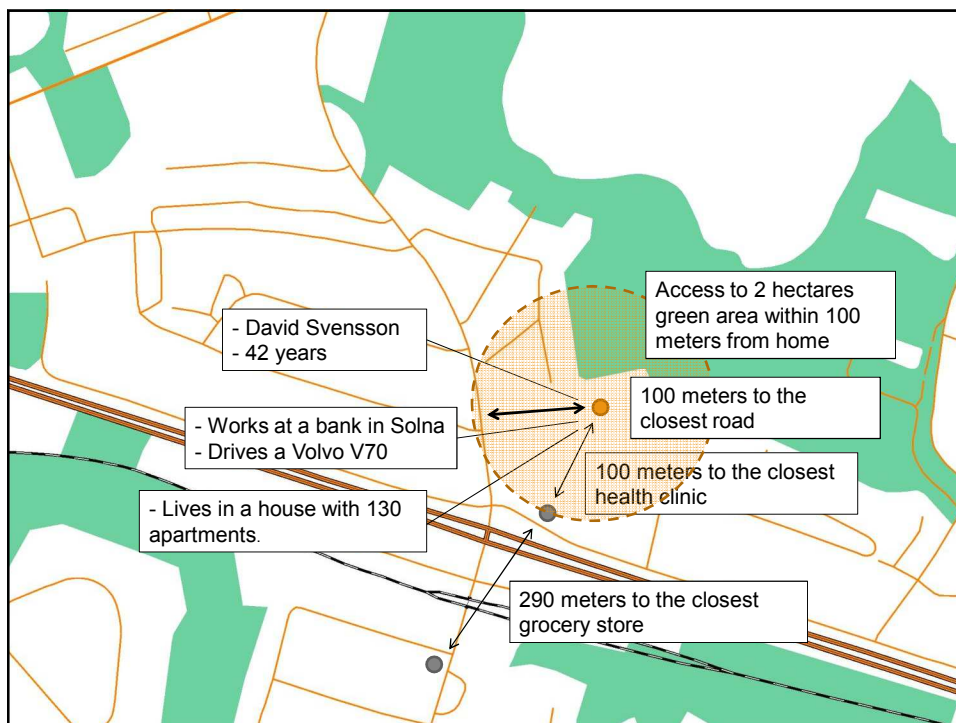 Access to 2 hectares
green area within 100
meters from home
- David Svensson
- 42 years
100 meters to the
closest road
- Works at a bank in Solna
- Drives a Volvo V70
100 meters to the closest
health clinic
- Lives in a house with 130
apartments.
290 meters to the closest
grocery store